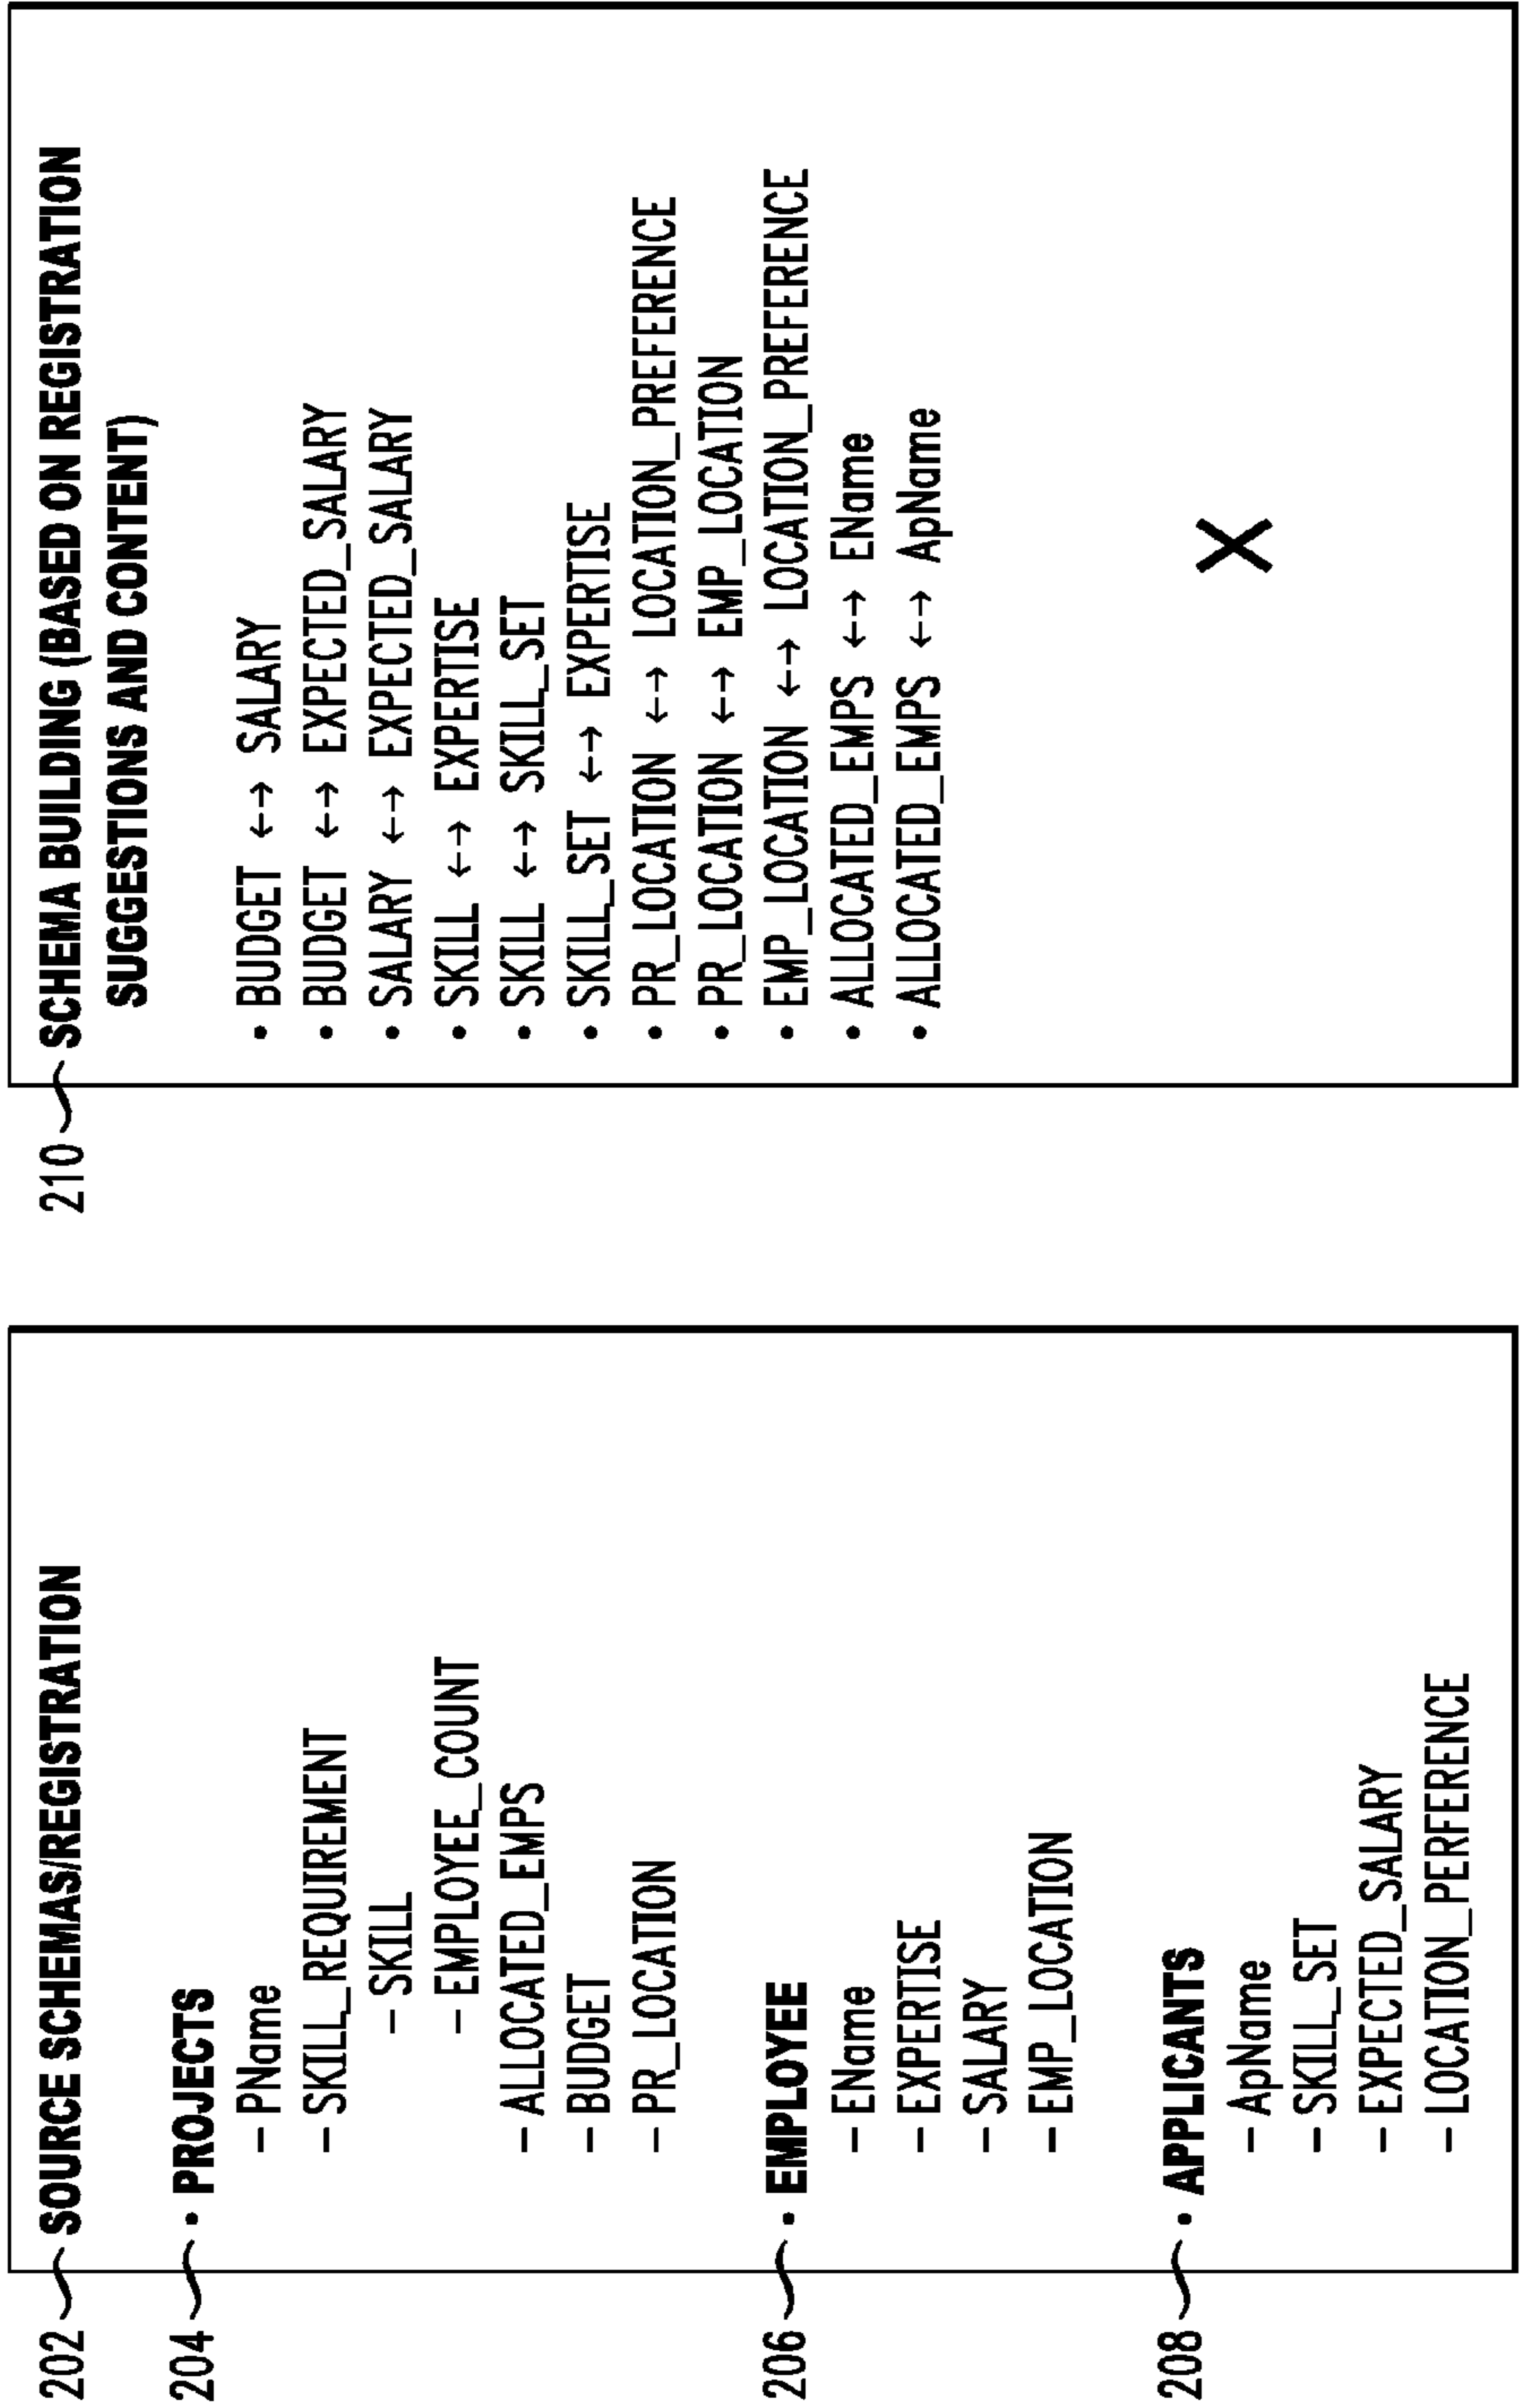 202
SOURCE SCHEMAS/REGISTRATION
204
• PROJECTS
– PName
– SKILL_REQUIREMENT
– SKILL
– EMPLOYEE_COUNT
– ALLOCATED_EMPS
– BUDGET
– PR_LOCATION
206
• EMPLOYEE
– EName
– EXPERTISE
– SALARY
– EMP_LOCATION
208
• APPLICANTS
– ApName
– SKILL_SET
– EXPECTED_SALARY
– LOCATION_PERFERENCE
210
SCHEMA BUILDING (BASED ON REGISTRATION
SUGGESTIONS AND CONTENT)
• BUDGET ↔ SALARY
• BUDGET ↔ EXPECTED_SALARY
• SALARY ↔ EXPECTED_SALARY
• SKILL ↔ EXPERTISE
• SKILL ↔ SKILL_SET
• SKILL_SET ↔ EXPERTISE
• PR_LOCATION ↔ LOCATION_PREFERENCE
• PR_LOCATION ↔ EMP_LOCATION
• EMP_LOCATION ↔ LOCATION_PREFERENCE
• ALLOCATED_EMPS ↔ EName
• ALLOCATED_EMPS ↔ ApName
X